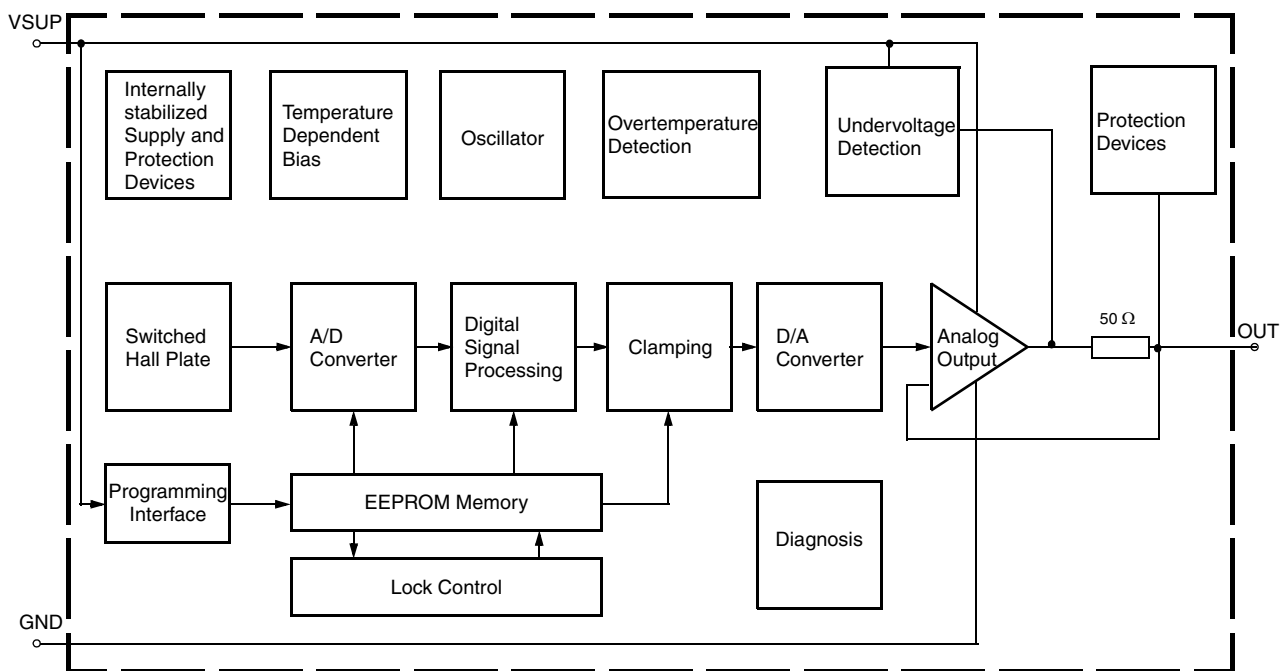 VSUP
Internally
stabilized
Supply and
Protection
Devices
Temperature
Dependent
Bias
Oscillator
Overtemperature
Detection
Undervoltage
Detection
Protection
Devices
Switched
Hall Plate
A/D
Converter
Digital
Signal
Processing
Clamping
D/A
Converter
Analog
Output
50 Ω
OUT
Programming
Interface
EEPROM Memory
Lock Control
Diagnosis
GND